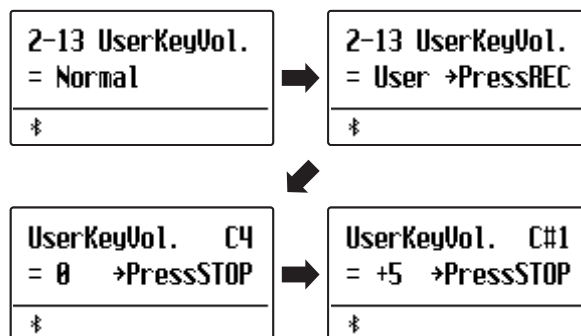 2-13 UserKeyVol.
= Normal
2-13 UserKeyVol.
= User →PressREC
UserKeyVol. C4
= 0 →PressSTOP
UserKeyVol. C#1
= +5 →PressSTOP